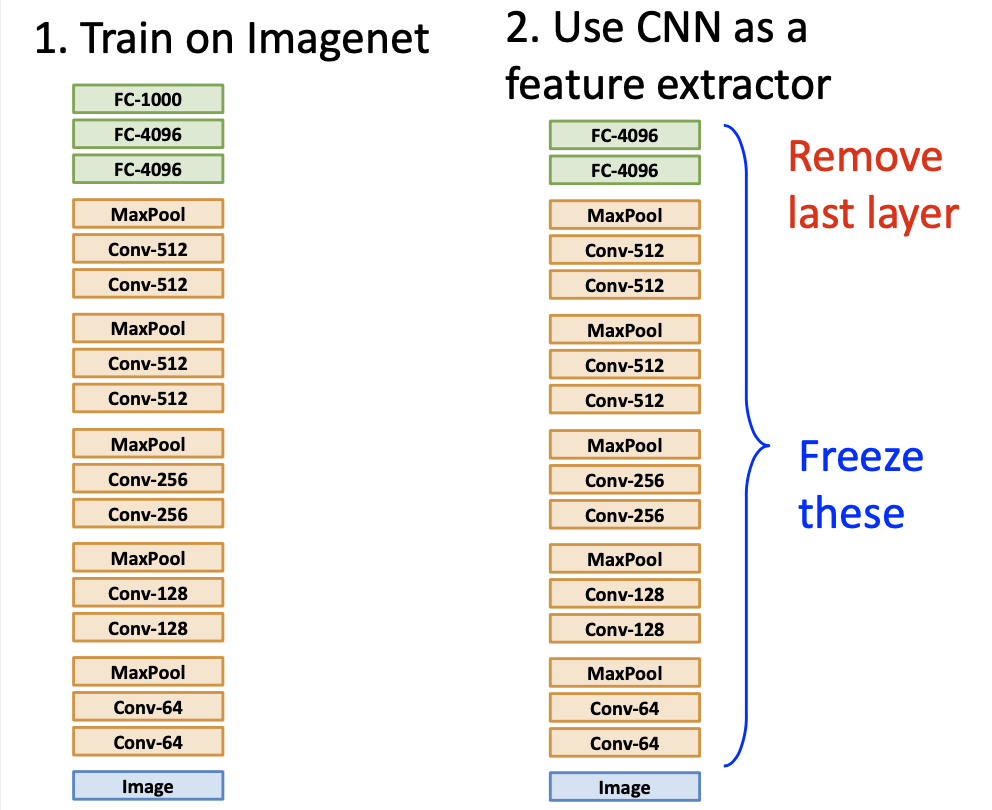 1. Train on Imagenet
FC-1000
FC-4096
FC-4096
MaxPool
Conv-512
Conv-512
MaxPool
Conv-512
Conv-512
MaxPool
Conv-256
Conv-256
MaxPool
Conv-128
Conv-128
MaxPool
Conv-64
Conv-64
Image
2. Use CNN as a
feature extractor
FC-4096
FC-4096
MaxPool
Conv-512
Conv-512
MaxPool
Conv-512
Conv-512
MaxPool
Conv-256
Conv-256
MaxPool
Conv-128
Conv-128
MaxPool
Conv-64
Conv-64
Image
Remove
last layer
Freeze
these